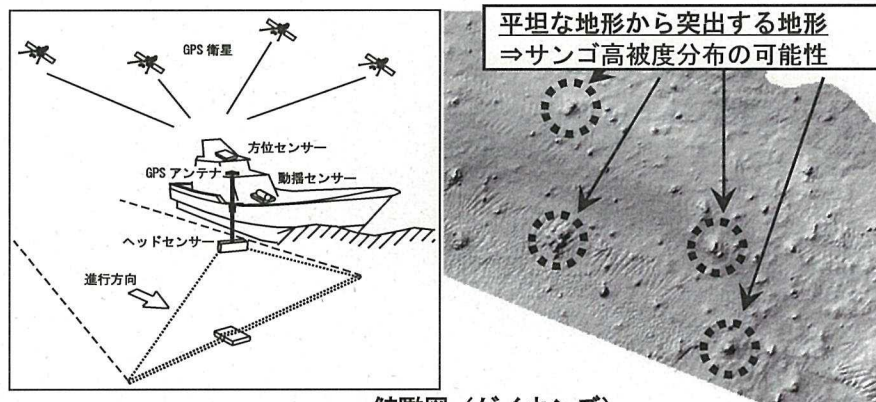 GPS 衛星
方位センサー
GPS アンテナ
動揺センサー
ヘッドセンサー
進行方向
平坦な地形から突出する地形
⇒サンゴ高被度分布の可能性